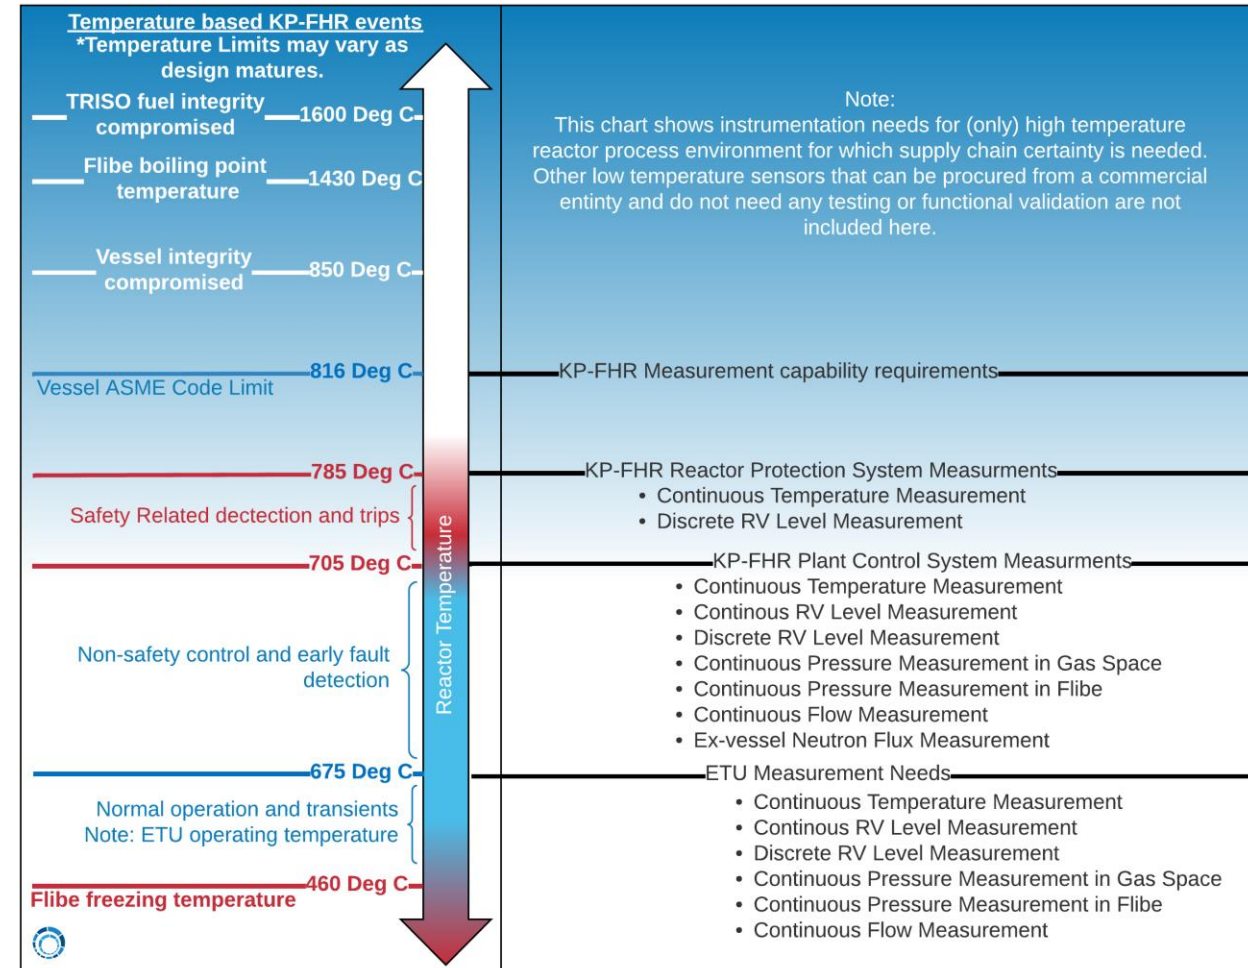 Temperature based KP-FHR events
*Temperature Limits may vary as
design matures.
TRISO fuel integrity
compromised
1600 Deg C
Flibe boiling point
temperature
1430 Deg C
Vessel integrity
compromised
850 Deg C
816 Deg C
Vessel ASME Code Limit
785 Deg C
Safety Related dectection and trips
705 Deg C
Non-safety control and early fault
detection
675 Deg C
Normal operation and transients
Note: ETU operating temperature
460 Deg C
Flibe freezing temperature
Reactor Temperature
Note:
This chart shows instrumentation needs for (only) high temperature
reactor process environment for which supply chain certainty is needed.
Other low temperature sensors that can be procured from a commercial
entinty and do not need any testing or functional validation are not
included here.
KP-FHR Measurement capability requirements
KP-FHR Reactor Protection System Measurments
• Continuous Temperature Measurement
• Discrete RV Level Measurement
KP-FHR Plant Control System Measurments
• Continuous Temperature Measurement
• Continous RV Level Measurement
• Discrete RV Level Measurement
• Continuous Pressure Measurement in Gas Space
• Continuous Pressure Measurement in Flibe
• Continuous Flow Measurement
• Ex-vessel Neutron Flux Measurement
ETU Measurement Needs
• Continuous Temperature Measurement
• Continous RV Level Measurement
• Discrete RV Level Measurement
• Continuous Pressure Measurement in Gas Space
• Continuous Pressure Measurement in Flibe
• Continuous Flow Measurement